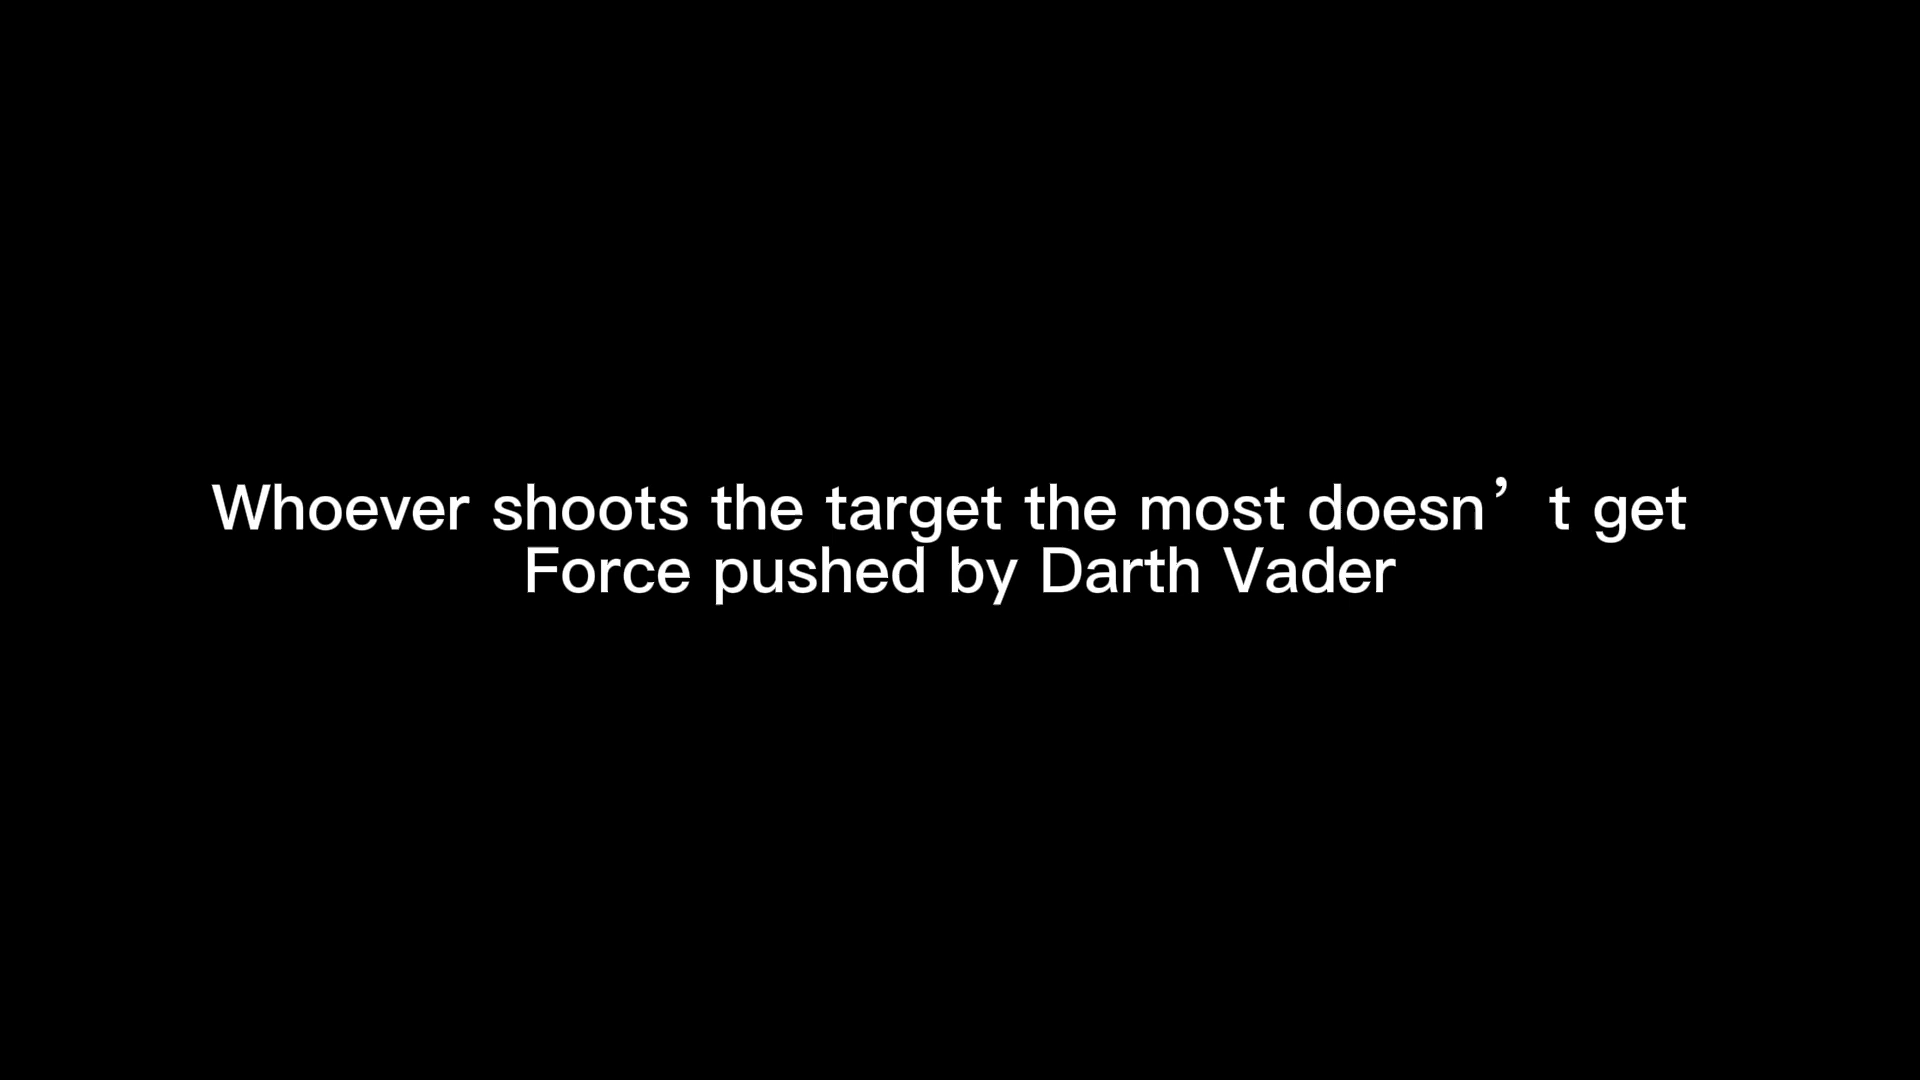 Whoever shoots the target the most doesn’t get
Force pushed by Darth Vader